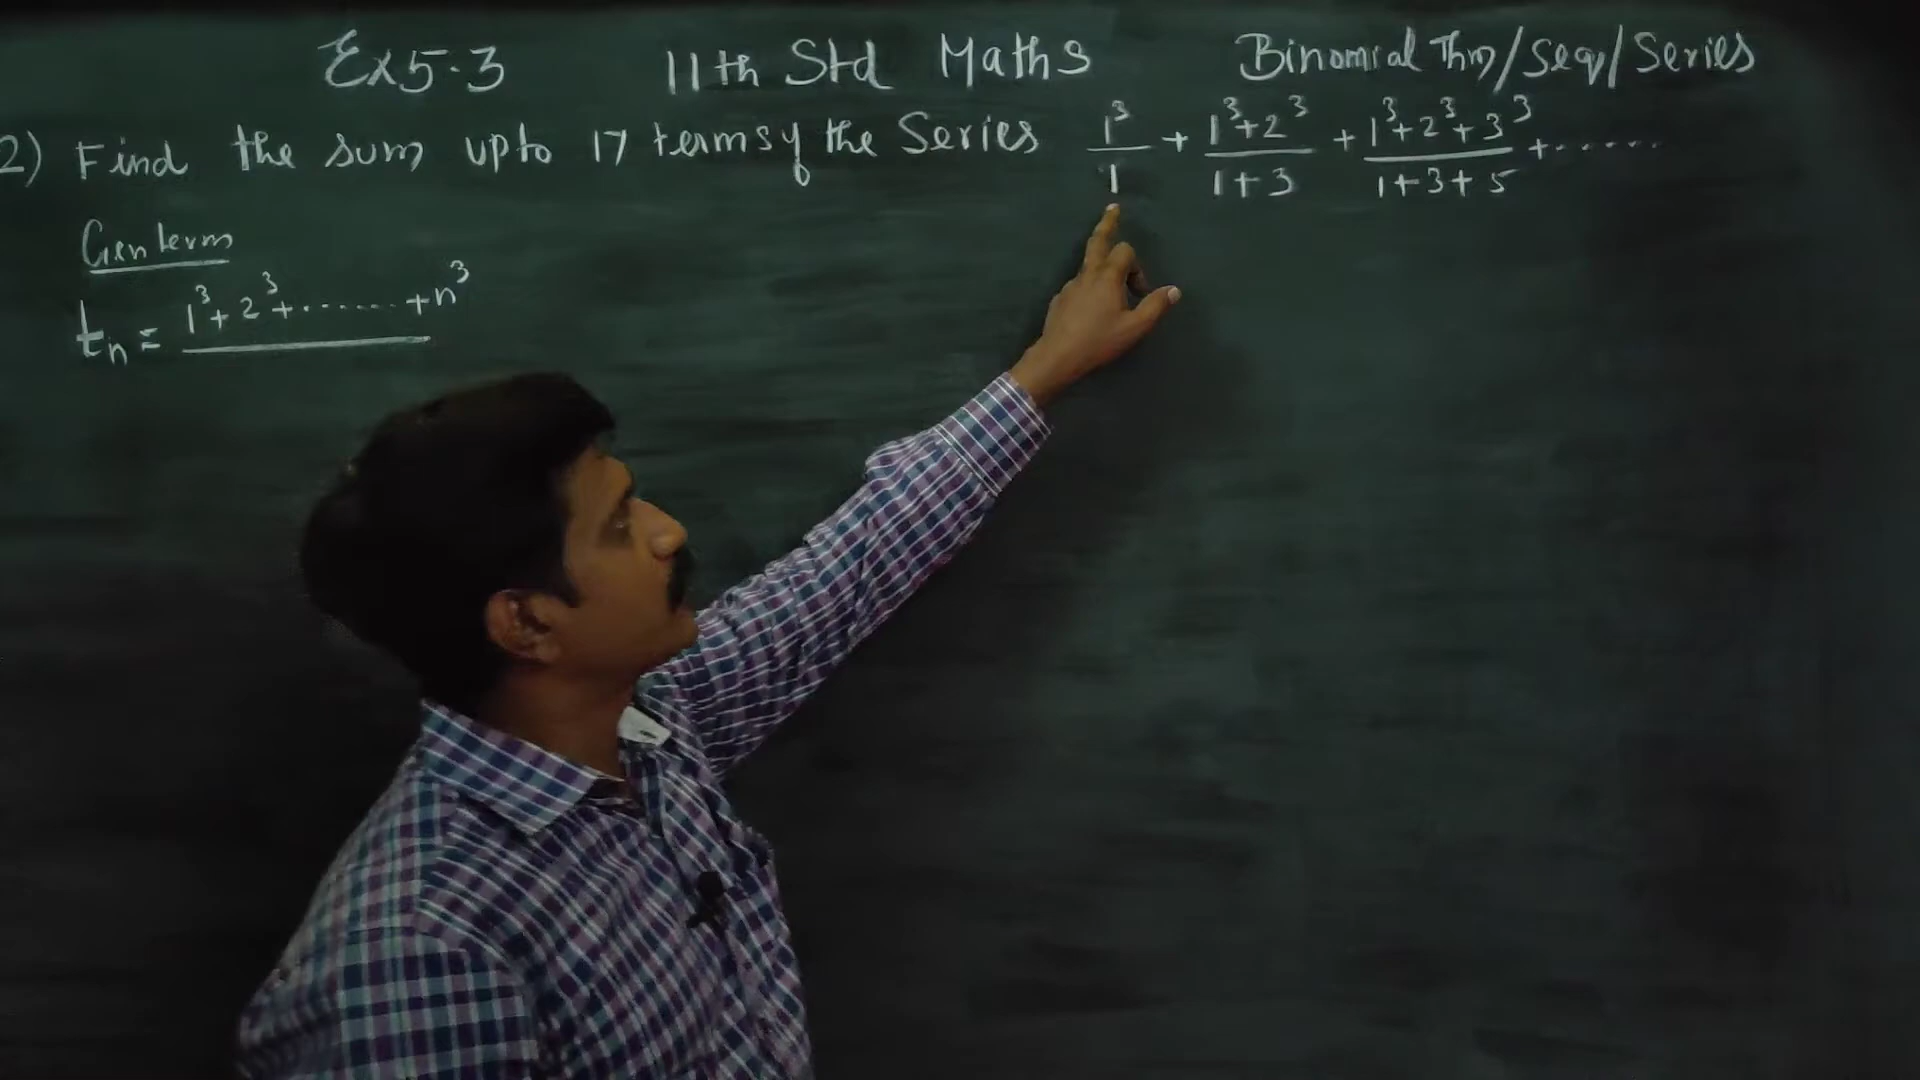 Ex 5.3 11th Std Maths Binomial Thm/Seq/Series
2) Find the sum upto 17 terms of the Series 1³/1 + (1³+2³)/(1+3) + (1³+2³+3³)/(1+3+5) + ......
Gen term
tn = 1³+2³+......+n³